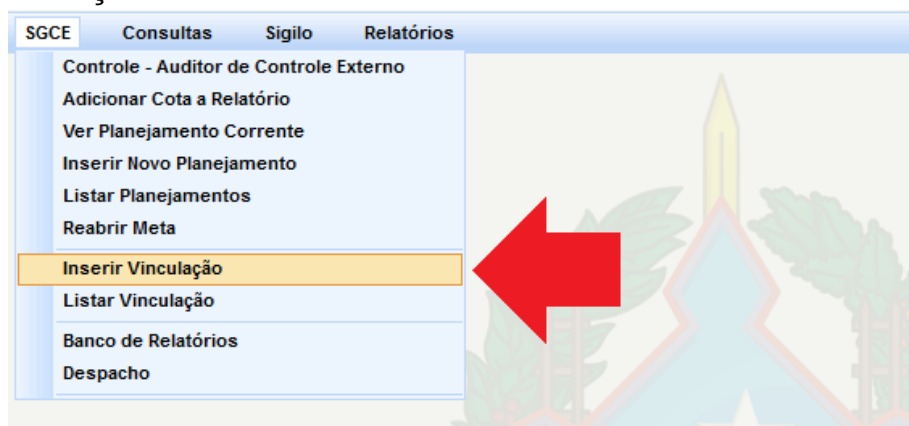 SGCE Consultas Sigilo Relatórios
Controle - Auditor de Controle Externo
Adicionar Cota a Relatório
Ver Planejamento Corrente
Inserir Novo Planejamento
Listar Planejamentos
Reabrir Meta
Inserir Vinculação
Listar Vinculação
Banco de Relatórios
Despacho